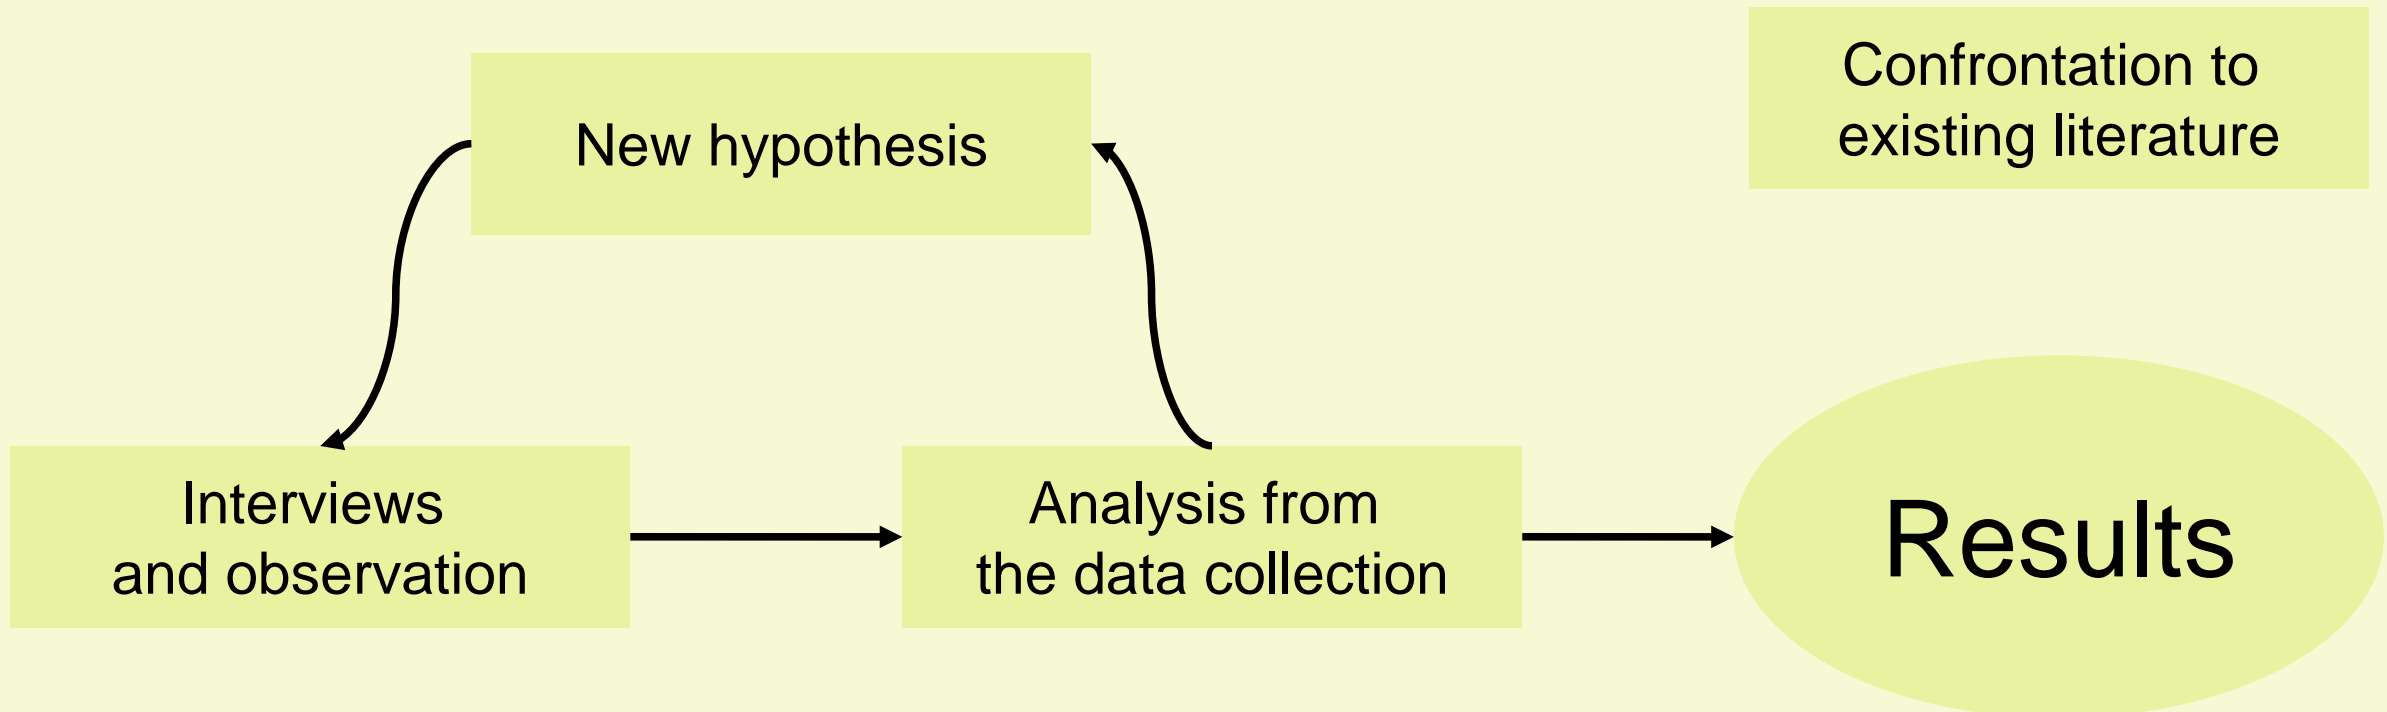 New hypothesis
Confrontation to
existing literature
Interviews
and observation
Analysis from
the data collection
Results